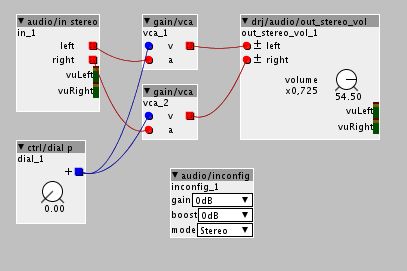 audio/in stereo
in_1
left
right
vuLeft
vuRight
gain/vca
vca_1
v
a
gain/vca
vca_2
v
a
drj/audio/out_stereo_vol
out_stereo_vol_1
± left
± right
volume
x0,725
54.50
vuLeft
vuRight
ctrl/dial p
dial_1
+
0.00
audio/inconfig
inconfig_1
gain 0dB
boost 0dB
mode Stereo